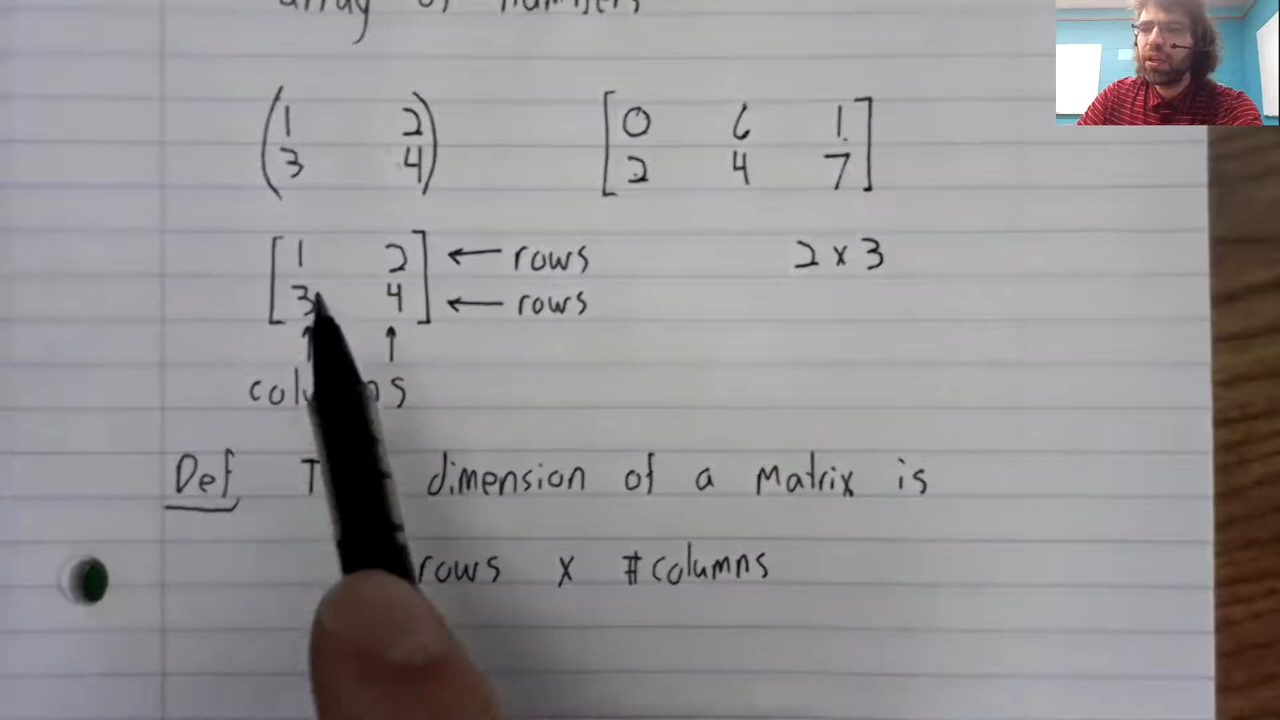 array of numbers
(1 2
3 4)
[0 6 1
2 4 7]
[1 2
3 4]
← rows
← rows
2 x 3
↑ ↑
Def dimension of a matrix is
rows x #columns